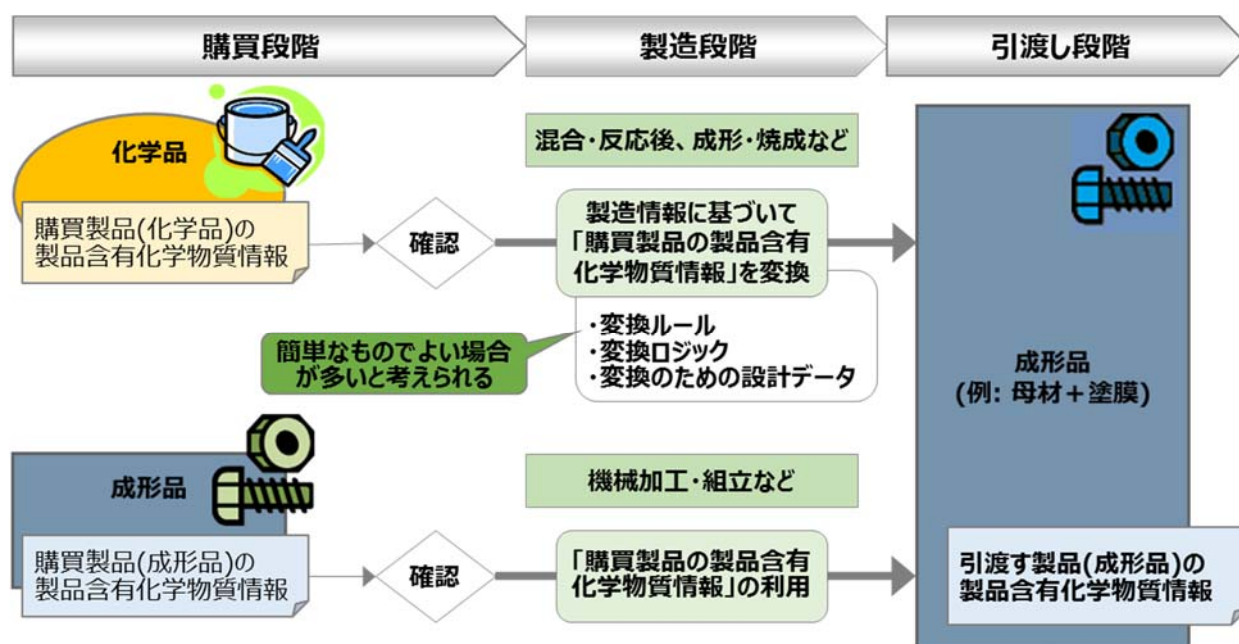 購買段階
製造段階
引渡し段階
化学品
購買製品(化学品)の
製品含有化学物質情報
確認
混合・反応後、成形・焼成など
製造情報に基づいて
「購買製品の製品含有
化学物質情報」を変換
・変換ルール
・変換ロジック
・変換のための設計データ
簡単なものでよい場合
が多いと考えられる
成形品
(例: 母材＋塗膜)
成形品
購買製品(成形品)の
製品含有化学物質情報
確認
機械加工・組立など
「購買製品の製品含有
化学物質情報」の利用
引渡す製品(成形品)の
製品含有化学物質情報